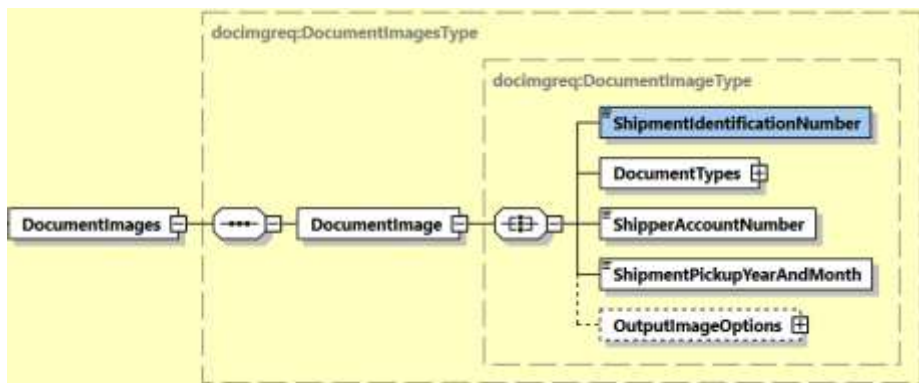 docimgreq:DocumentImagesType
docimgreq:DocumentImageType
ShipmentIdentificationNumber
DocumentTypes
DocumentImages
DocumentImage
ShipperAccountNumber
ShipmentPickupYearAndMonth
OutputImageOptions